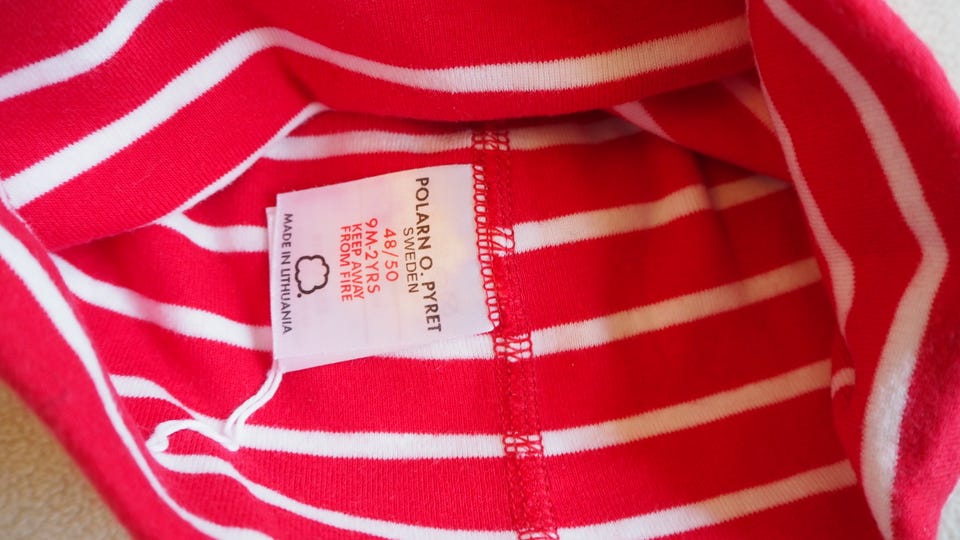 POLARN O. PYRET
SWEDEN
48/50
9M-2YRS
KEEP AWAY
FROM FIRE
MADE IN LITHUANIA